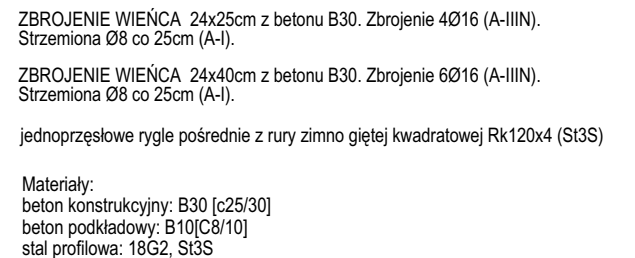 ZBROJENIE WIEŃCA 24x25cm z betonu B30. Zbrojenie 4Ø16 (A-IIIN).
Strzemiona Ø8 co 25cm (A-I).
ZBROJENIE WIEŃCA 24x40cm z betonu B30. Zbrojenie 6Ø16 (A-IIIN).
Strzemiona Ø8 co 25cm (A-I).
jednoprzęsłowe rygle pośrednie z rury zimno giętej kwadratowej Rk120x4 (St3S)
Materiały:
beton konstrukcyjny: B30 [c25/30]
beton podkładowy: B10[C8/10]
stal profilowa: 18G2, St3S